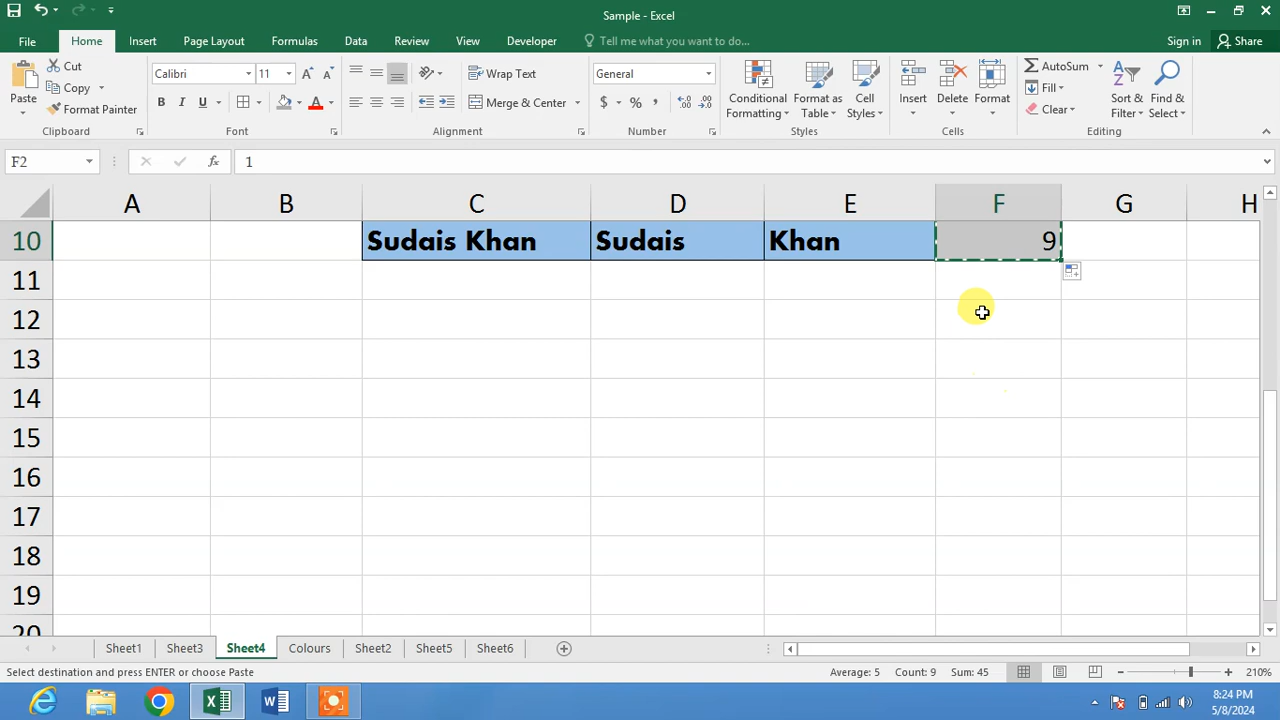 Sample - Excel
File Home Insert Page Layout Formulas Data Review View Developer Tell me what you want to do... Sign in Share
Cut Calibri 11 Wrap Text General AutoSum
Copy Fill
Paste Format Painter B I U A Merge & Center $ % , Conditional Formatting Format as Table Cell Styles Insert Delete Format Clear Sort & Filter Find & Select
Clipboard Font Alignment Number Styles Cells Editing
F2 fx 1
A B C D E F G H
10 Sudais Khan Sudais Khan 9
11
12
13
14
15
16
17
18
19
20
Sheet1 Sheet3 Sheet4 Colours Sheet2 Sheet5 Sheet6
Select destination and press ENTER or choose Paste Average: 5 Count: 9 Sum: 45 210%
8:24 PM
5/8/2024